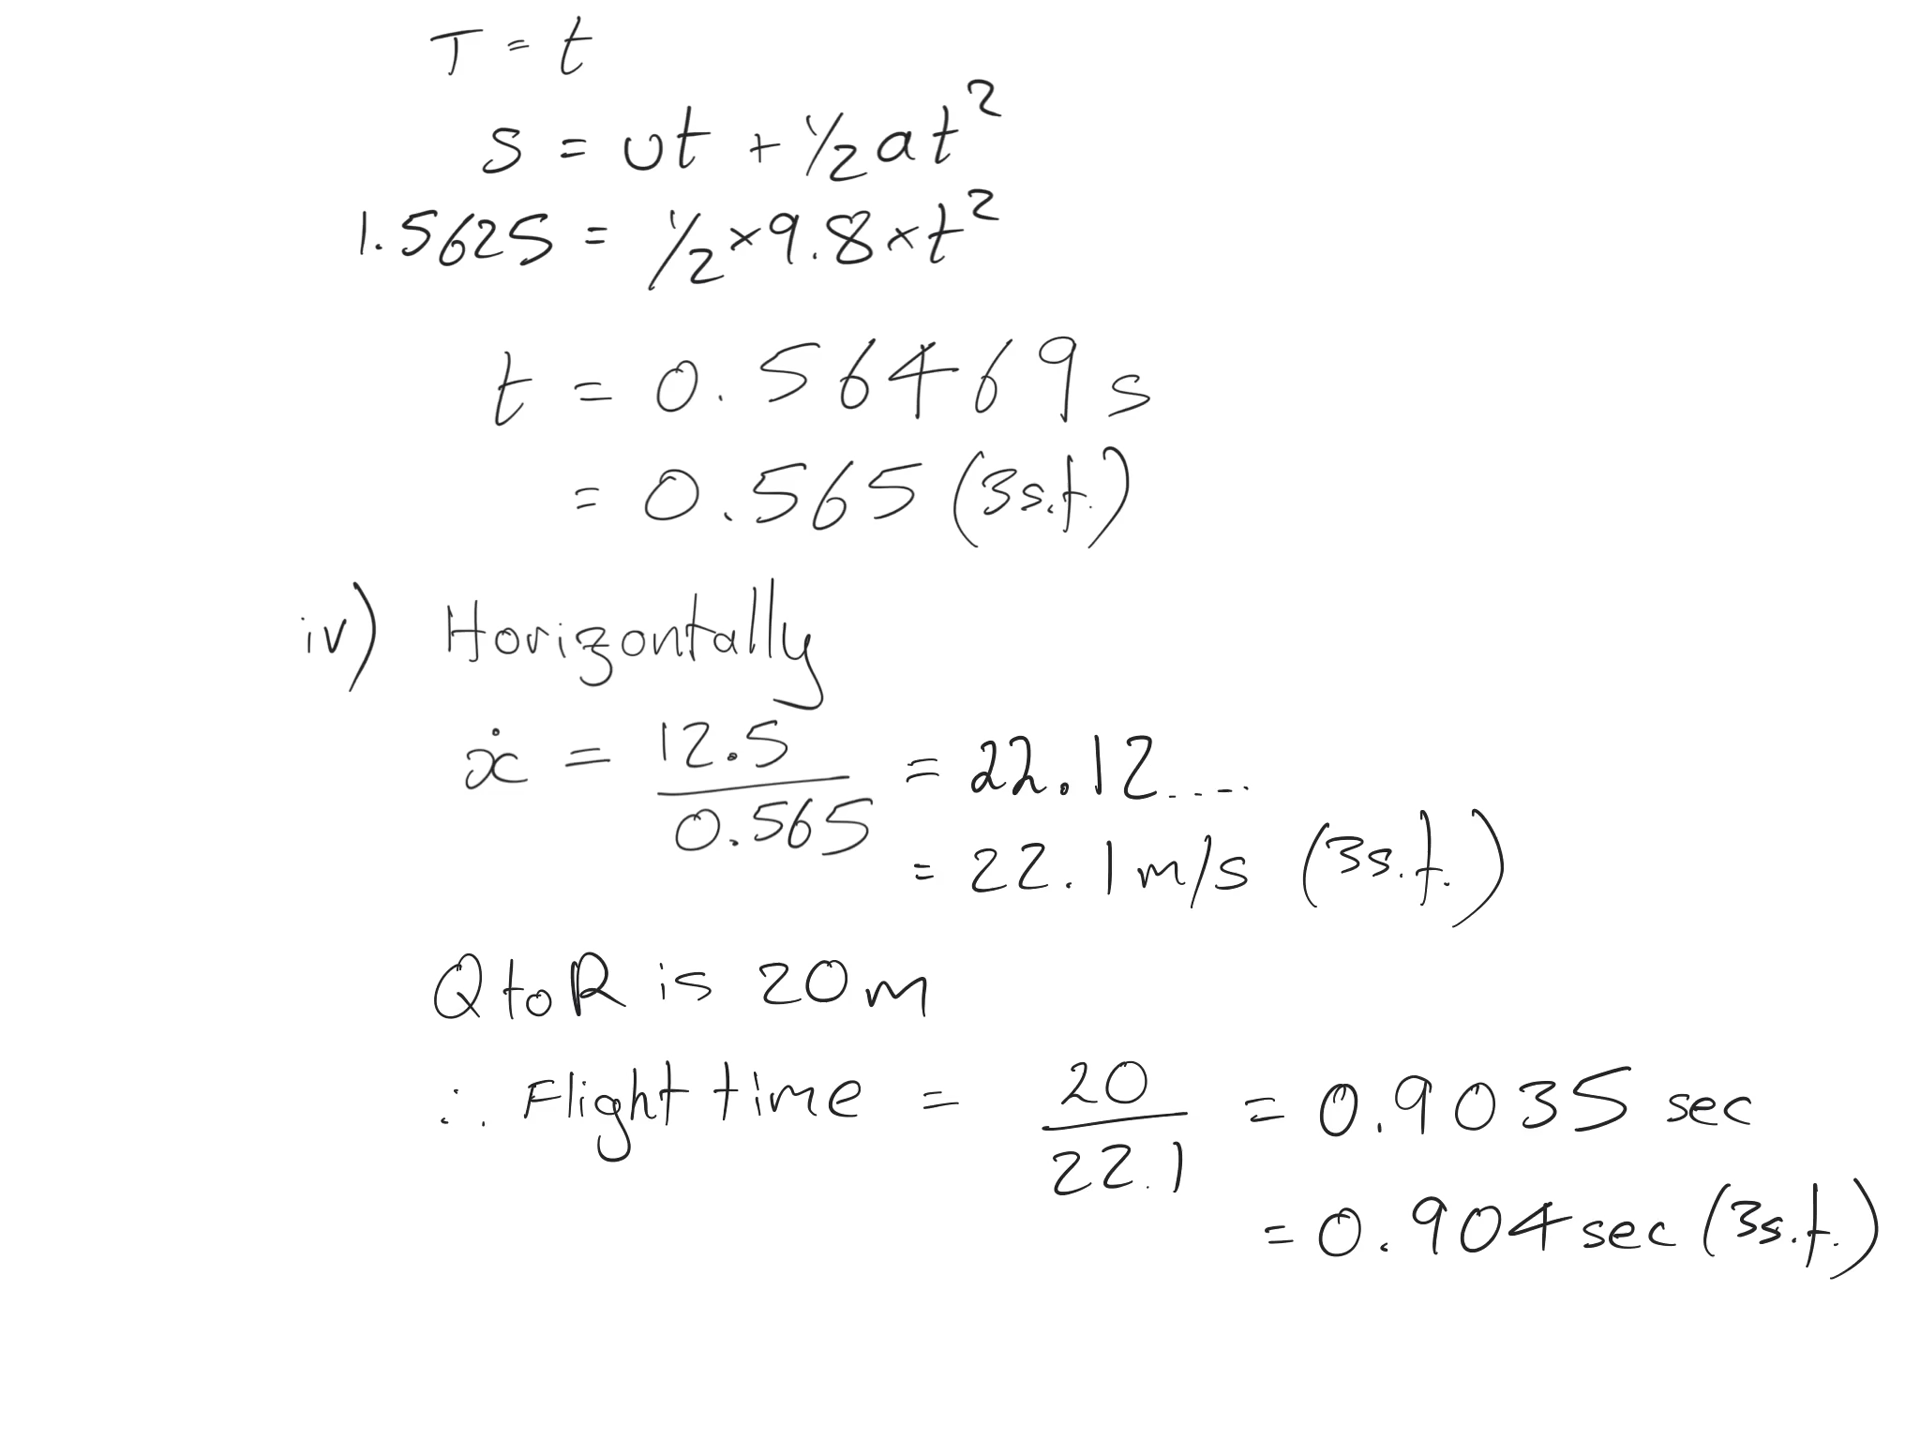 T = t
s = ut + ½at²
1.5625 = ½×9.8×t²
t = 0.56469s
= 0.565 (3s.f.)
iv) Horizontally
ẋ = 12.5/0.565 = 22.12....
= 22.1m/s (3s.f.)
Q to R is 20m
∴ Flight time = 20/22.1 = 0.9035 sec
= 0.904 sec (3s.f.)